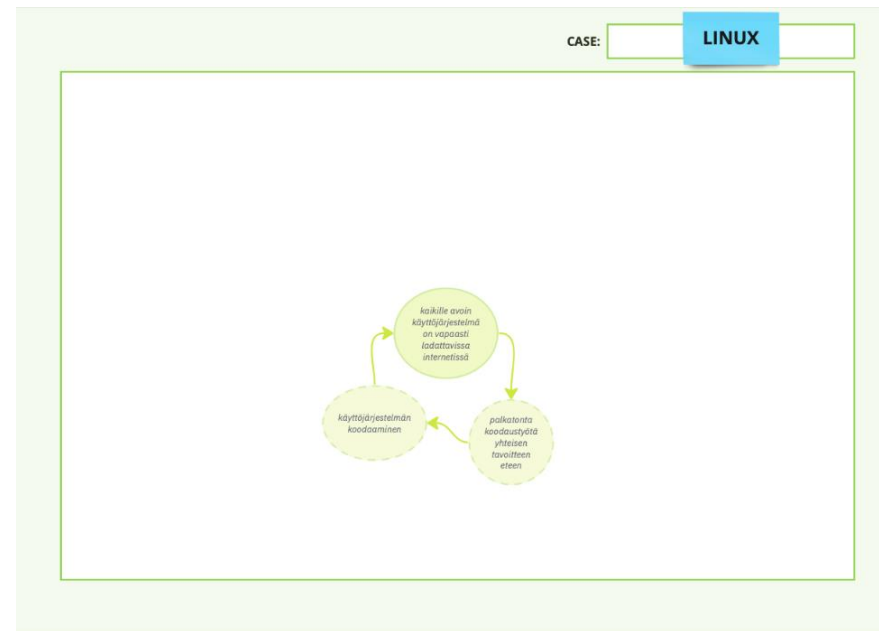 CASE:
LINUX
kaikille avoin
käyttöjärjestelmä
on vapaasti
ladattavissa
internetissä
käyttöjärjestelmän
koodaaminen
palkatonta
koodaustyötä
yhteisen
tavoitteen
eteen